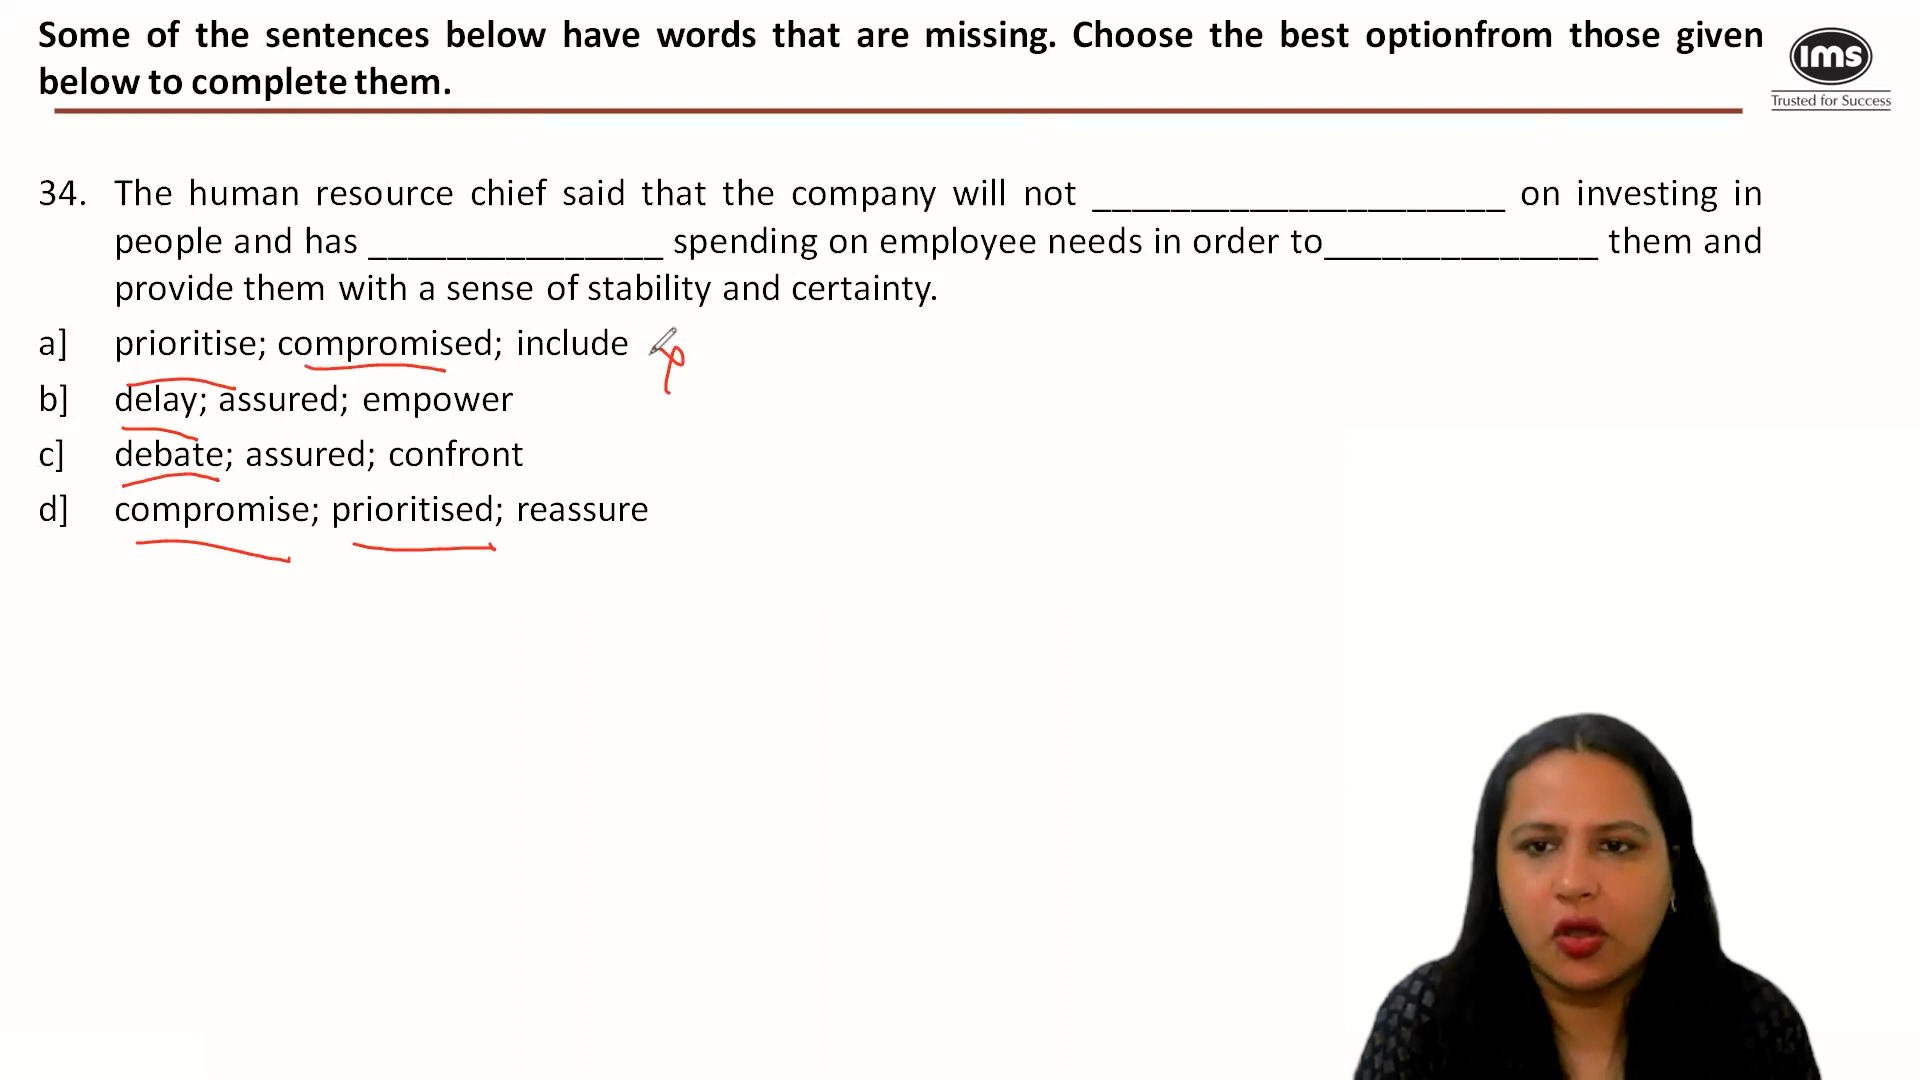 Some of the sentences below have words that are missing. Choose the best optionfrom those given
below to complete them.
ims
Trusted for Success
34. The human resource chief said that the company will not _____________________ on investing in
people and has _______________ spending on employee needs in order to______________ them and
provide them with a sense of stability and certainty.
a] prioritise; compromised; include
b] delay; assured; empower
c] debate; assured; confront
d] compromise; prioritised; reassure